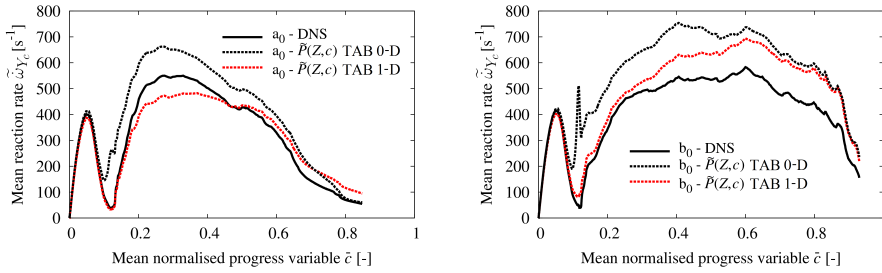 Mean reaction rate ω̃_Yc [s⁻¹]
800
700
600
500
400
300
200
100
0
a₀ - DNS
a₀ - P̃(Z,c) TAB 0-D
a₀ - P̃(Z,c) TAB 1-D
0 0.2 0.4 0.6 0.8 1
Mean normalised progress variable c̄ [-]
Mean reaction rate ω̃_Yc [s⁻¹]
800
700
600
500
400
300
200
100
0
b₀ - DNS
b₀ - P̃(Z,c) TAB 0-D
b₀ - P̃(Z,c) TAB 1-D
0 0.2 0.4 0.6 0.8 1
Mean normalised progress variable c̄ [-]